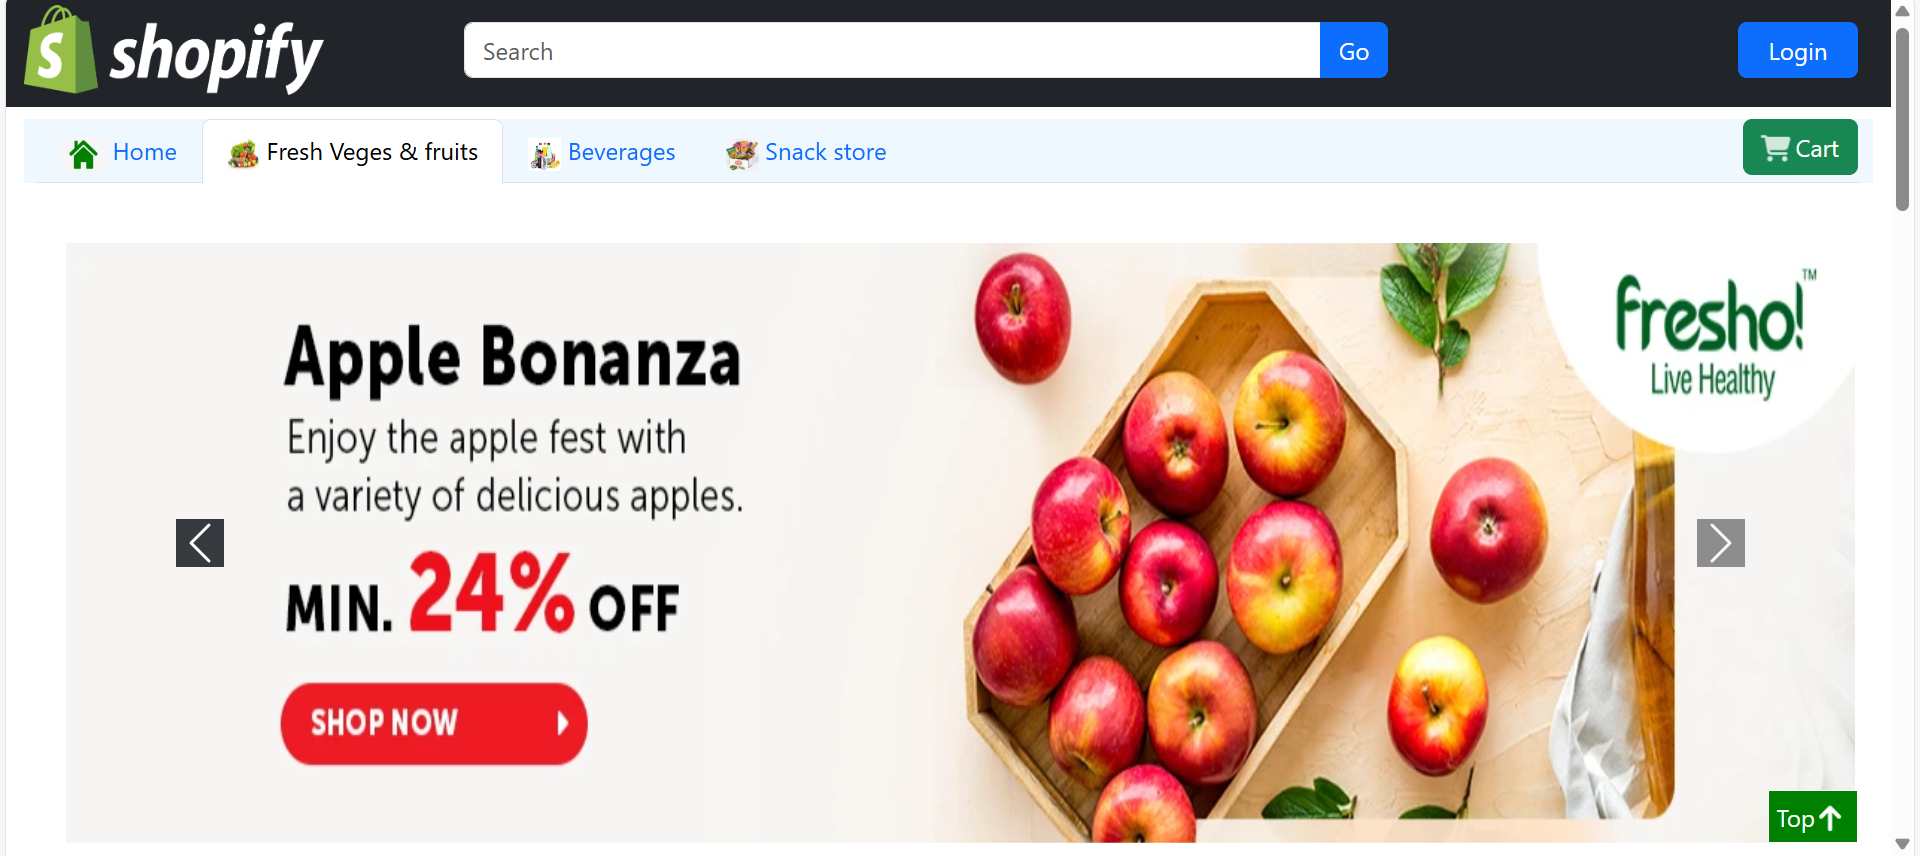 shopify
Search
Go
Login
Home
Fresh Veges & fruits
Beverages
Snack store
Cart
fresho!™
Live Healthy
Apple Bonanza
Enjoy the apple fest with
a variety of delicious apples.
MIN. 24% OFF
SHOP NOW
Top